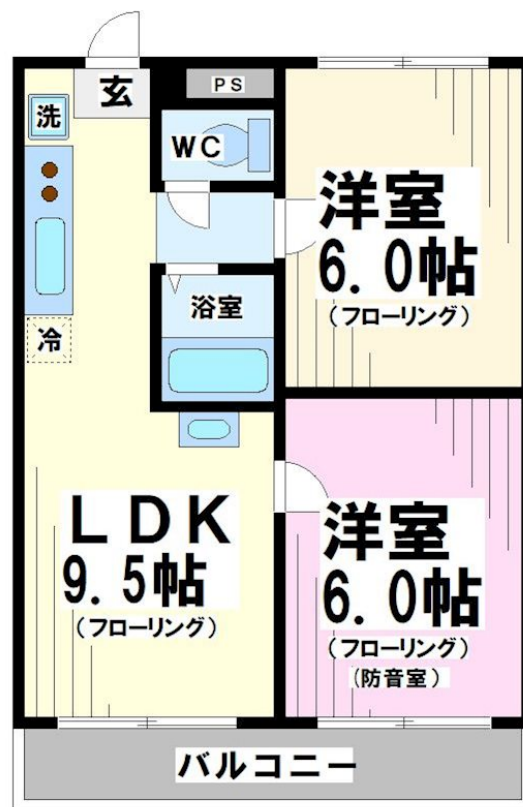 玄
PS
洗
WC
洋室
6.0帖
(フローリング)
浴室
冷
LDK
9.5帖
(フローリング)
洋室
6.0帖
(フローリング)
(防音室)
バルコニー